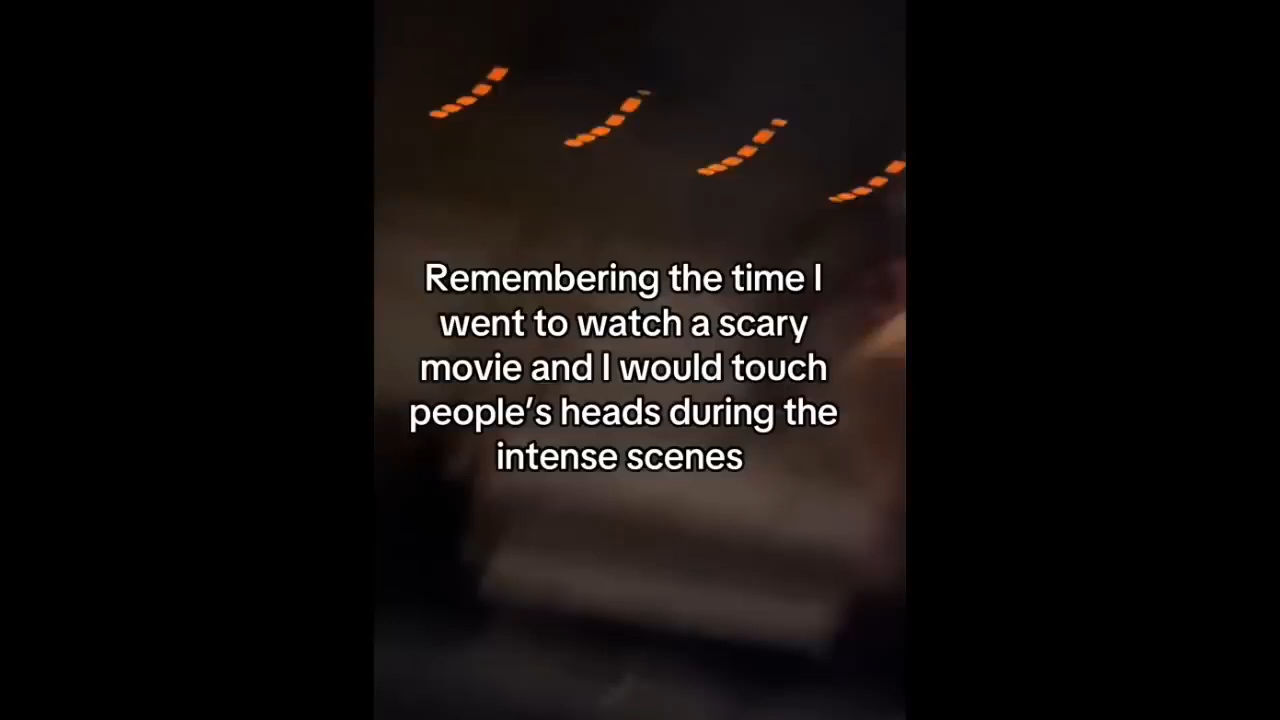 Remembering the time I
went to watch a scary
movie and I would touch
people’s heads during the
intense scenes